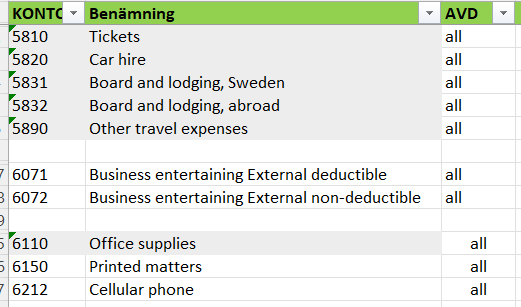 KONTO Benämning AVD
5810 Tickets all
5820 Car hire all
5831 Board and lodging, Sweden all
5832 Board and lodging, abroad all
5890 Other travel expenses all
6071 Business entertaining External deductible all
6072 Business entertaining External non-deductible all
6110 Office supplies all
6150 Printed matters all
6212 Cellular phone all